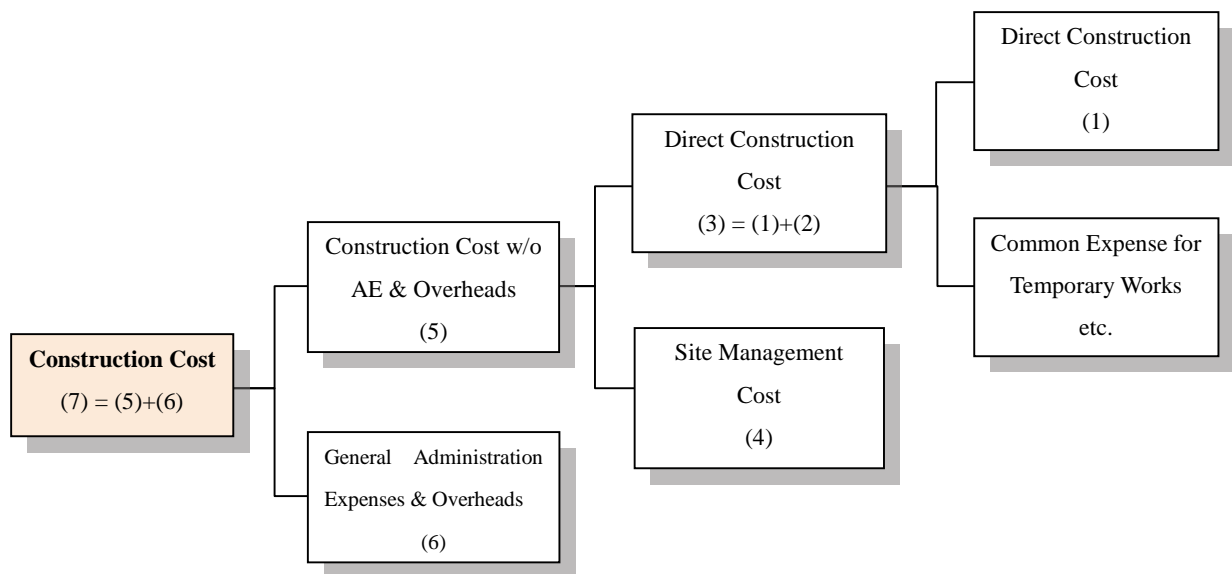 Construction Cost
(7) = (5)+(6)
Construction Cost w/o
AE & Overheads
(5)
General Administration
Expenses & Overheads
(6)
Direct Construction
Cost
(3) = (1)+(2)
Site Management
Cost
(4)
Direct Construction
Cost
(1)
Common Expense for
Temporary Works
etc.